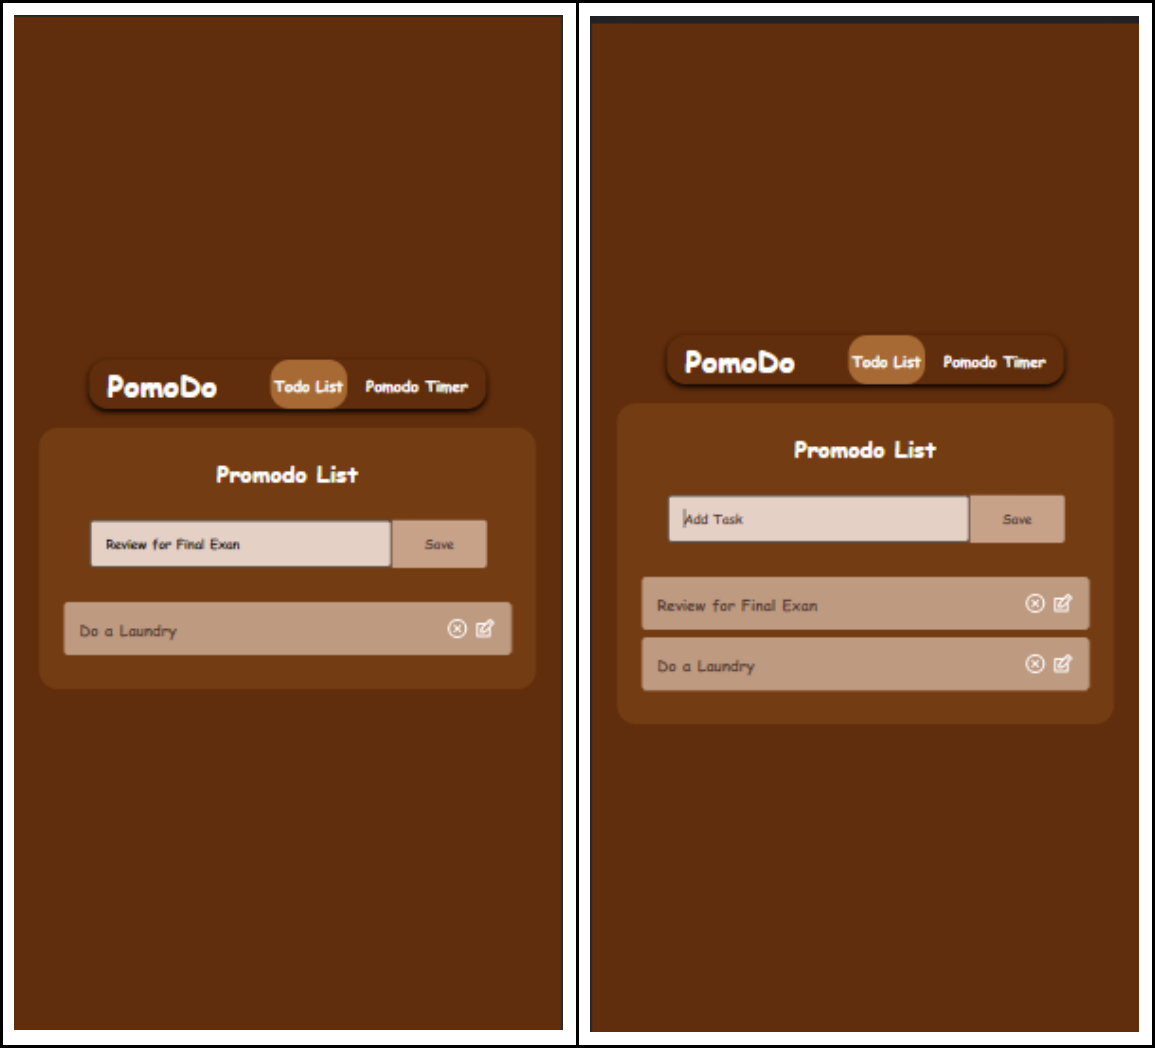 PomoDo Todo List Pomodo Timer
Promodo List
Review for Final Exan Save
Do a Laundry
PomoDo Todo List Pomodo Timer
Promodo List
Add Task Save
Review for Final Exan
Do a Laundry